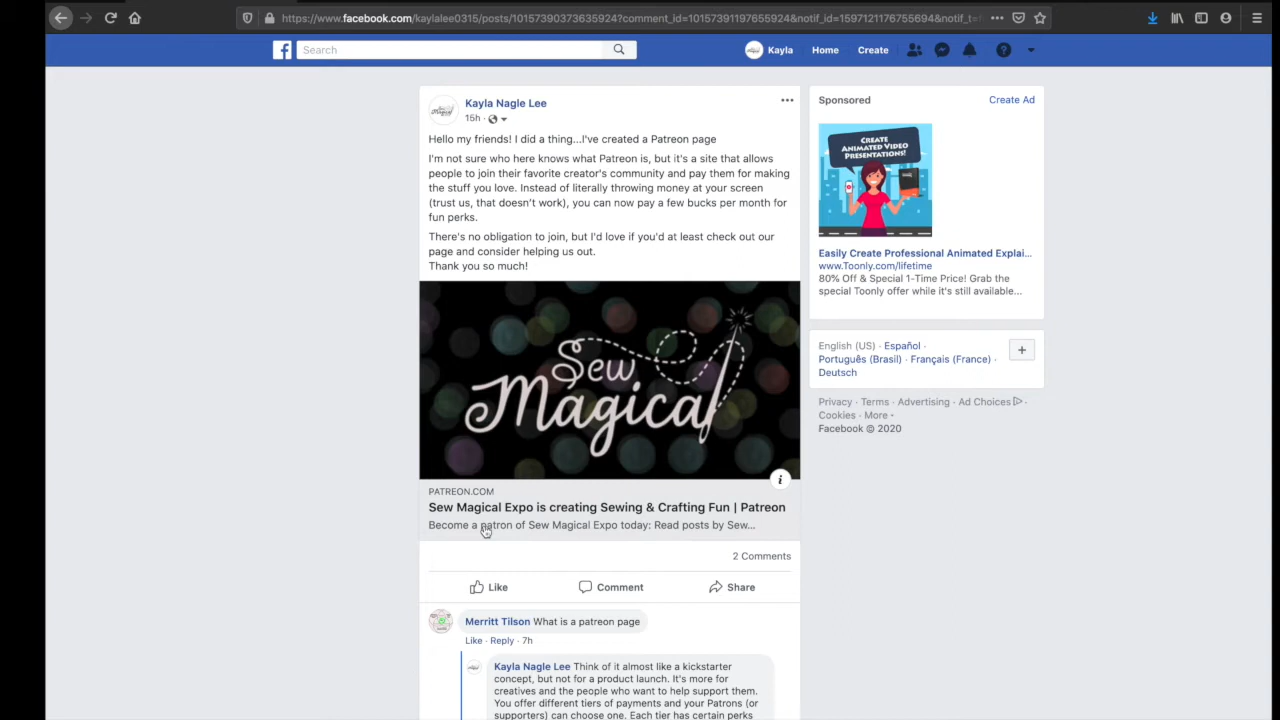 https://www.facebook.com/kaylalee0315/posts/10157390373635924?comment_id=10157391197655924&notif_id=1597121176755694&notif_t=
Search
Kayla
Home
Create
Kayla Nagle Lee
15h ·
Hello my friends! I did a thing...I've created a Patreon page
I'm not sure who here knows what Patreon is, but it's a site that allows
people to join their favorite creator's community and pay them for making
the stuff you love. Instead of literally throwing money at your screen
(trust us, that doesn't work), you can now pay a few bucks per month for
fun perks.
There's no obligation to join, but I'd love if you'd at least check out our
page and consider helping us out.
Thank you so much!
Sew
Magical
PATREON.COM
Sew Magical Expo is creating Sewing & Crafting Fun | Patreon
Become a patron of Sew Magical Expo today: Read posts by Sew...
2 Comments
Like
Comment
Share
Merritt Tilson What is a patreon page
Like · Reply · 7h
Kayla Nagle Lee Think of it almost like a kickstarter
concept, but not for a product launch. It's more for
creatives and the people who want to help support them.
You offer different tiers of payments and your Patrons (or
supporters) can choose one. Each tier has certain perks
Sponsored
Create Ad
CREATE
ANIMATED VIDEO
PRESENTATIONS!
Easily Create Professional Animated Explai...
www.Toonly.com/lifetime
80% Off & Special 1-Time Price! Grab the
special Toonly offer while it's still available...
English (US) · Español ·
Português (Brasil) · Français (France) ·
Deutsch
Privacy · Terms · Advertising · Ad Choices ·
Cookies · More
Facebook © 2020